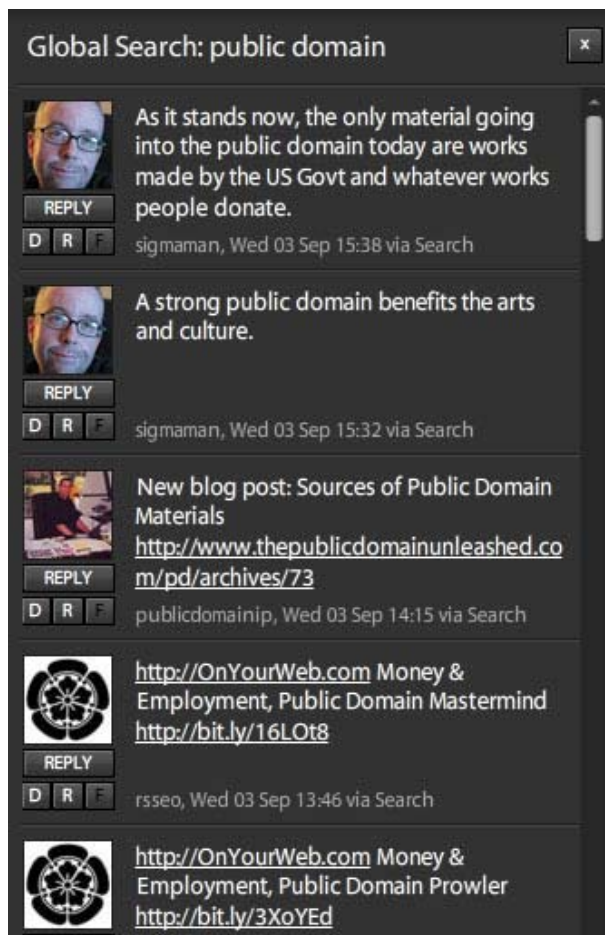 Global Search: public domain
x
As it stands now, the only material going
into the public domain today are works
made by the US Govt and whatever works
people donate.
REPLY
D R F
sigmaman, Wed 03 Sep 15:38 via Search
A strong public domain benefits the arts
and culture.
REPLY
D R F
sigmaman, Wed 03 Sep 15:32 via Search
New blog post: Sources of Public Domain
Materials
http://www.thepublicdomainunleashed.co
m/pd/archives/73
REPLY
D R F
publicdomainip, Wed 03 Sep 14:15 via Search
http://OnYourWeb.com Money &
Employment, Public Domain Mastermind
http://bit.ly/16LOt8
REPLY
D R F
rsseo, Wed 03 Sep 13:46 via Search
http://OnYourWeb.com Money &
Employment, Public Domain Prowler
http://bit.ly/3XoYEd